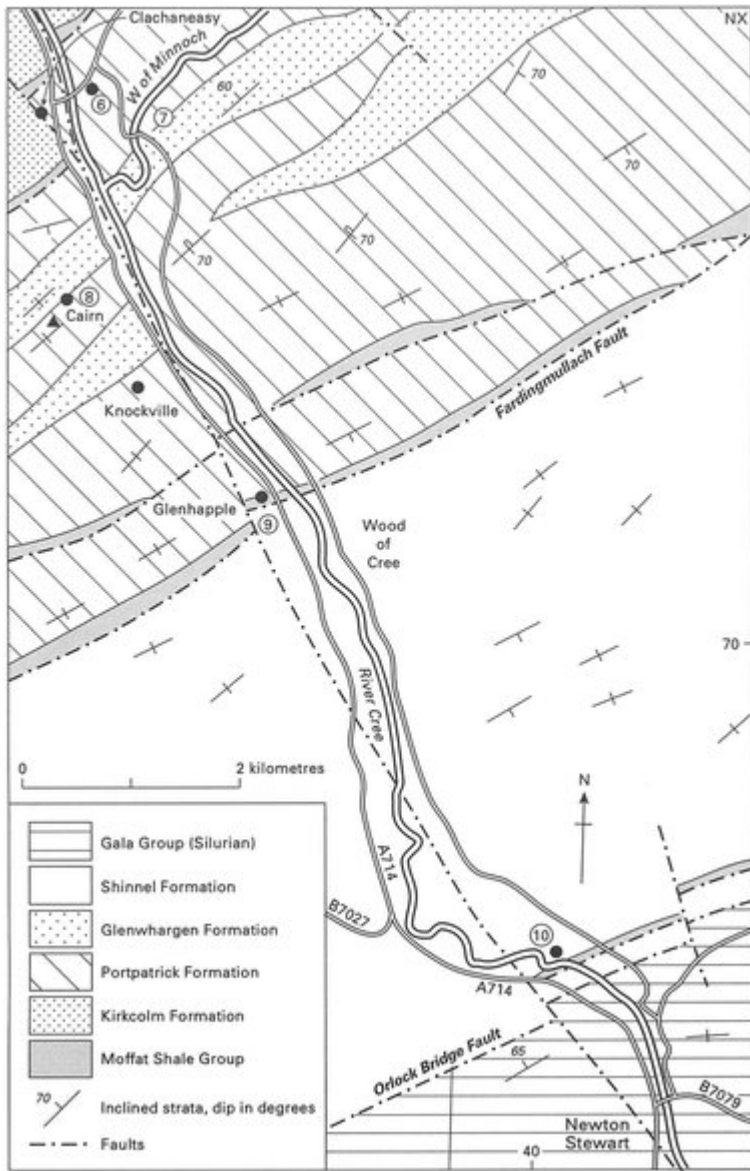 Clachaneasy
NX
W of Minnoch
6
7
60
70
70
70
70
8
Cairn
Knockville
Fardingmullach Fault
Glenhapple
9
Wood
of
Cree
River Cree
70
0 2 kilometres
N
A714
B7027
10
A714
Orlock Bridge Fault
65
B7079
Newton
Stewart
40
Gala Group (Silurian)
Shinnel Formation
Glenwhargen Formation
Portpatrick Formation
Kirkcolm Formation
Moffat Shale Group
70 Inclined strata, dip in degrees
Faults